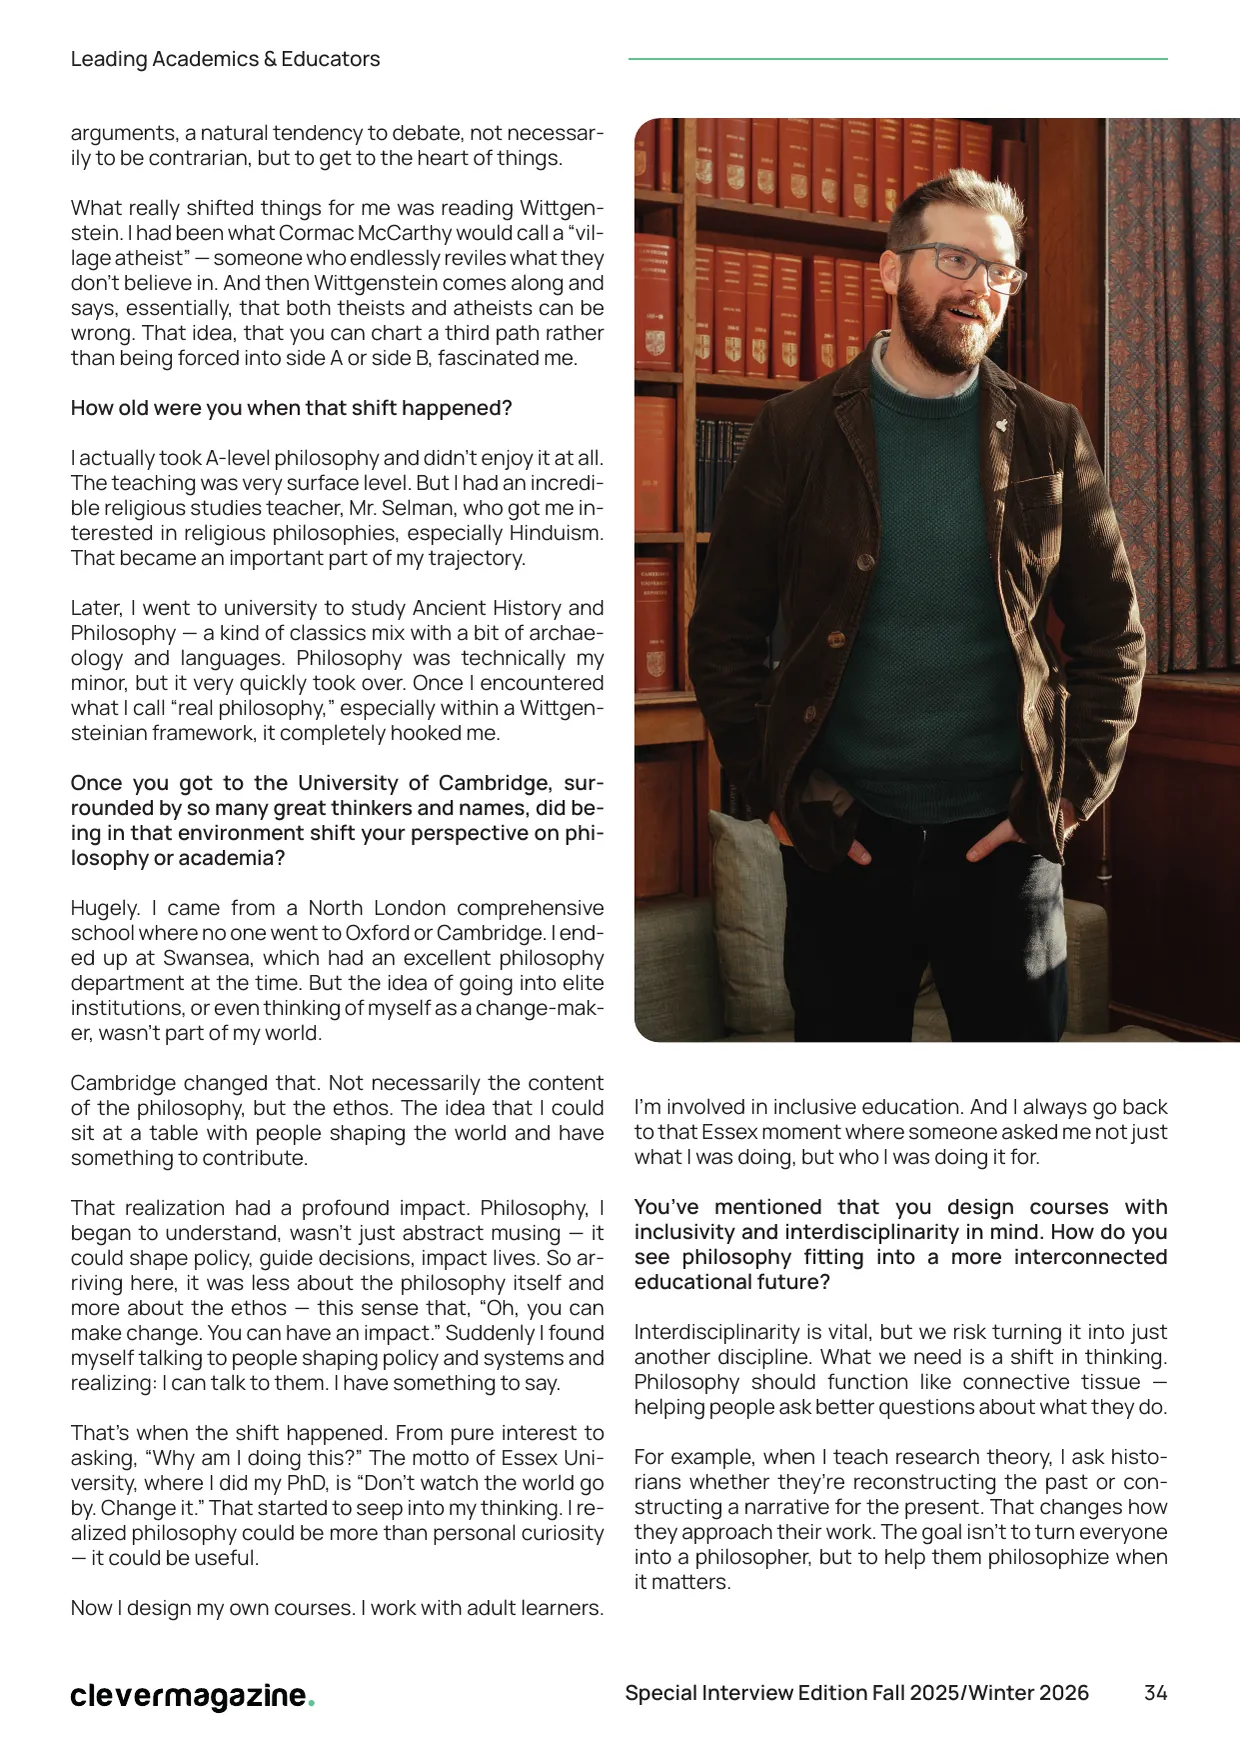 Leading Academics & Educators
arguments, a natural tendency to debate, not necessar-
ily to be contrarian, but to get to the heart of things.
What really shifted things for me was reading Wittgen-
stein. I had been what Cormac McCarthy would call a “vil-
lage atheist” — someone who endlessly reviles what they
don’t believe in. And then Wittgenstein comes along and
says, essentially, that both theists and atheists can be
wrong. That idea, that you can chart a third path rather
than being forced into side A or side B, fascinated me.
How old were you when that shift happened?
I actually took A-level philosophy and didn’t enjoy it at all.
The teaching was very surface level. But I had an incredi-
ble religious studies teacher, Mr. Selman, who got me in-
terested in religious philosophies, especially Hinduism.
That became an important part of my trajectory.
Later, I went to university to study Ancient History and
Philosophy — a kind of classics mix with a bit of archae-
ology and languages. Philosophy was technically my
minor, but it very quickly took over. Once I encountered
what I call “real philosophy,” especially within a Wittgen-
steinian framework, it completely hooked me.
Once you got to the University of Cambridge, sur-
rounded by so many great thinkers and names, did be-
ing in that environment shift your perspective on phi-
losophy or academia?
Hugely. I came from a North London comprehensive
school where no one went to Oxford or Cambridge. I end-
ed up at Swansea, which had an excellent philosophy
department at the time. But the idea of going into elite
institutions, or even thinking of myself as a change-mak-
er, wasn’t part of my world.
Cambridge changed that. Not necessarily the content
of the philosophy, but the ethos. The idea that I could
sit at a table with people shaping the world and have
something to contribute.
That realization had a profound impact. Philosophy, I
began to understand, wasn’t just abstract musing — it
could shape policy, guide decisions, impact lives. So ar-
riving here, it was less about the philosophy itself and
more about the ethos — this sense that, “Oh, you can
make change. You can have an impact.” Suddenly I found
myself talking to people shaping policy and systems and
realizing: I can talk to them. I have something to say.
That’s when the shift happened. From pure interest to
asking, “Why am I doing this?” The motto of Essex Uni-
versity, where I did my PhD, is “Don’t watch the world go
by. Change it.” That started to seep into my thinking. I re-
alized philosophy could be more than personal curiosity
— it could be useful.
Now I design my own courses. I work with adult learners.
I’m involved in inclusive education. And I always go back
to that Essex moment where someone asked me not just
what I was doing, but who I was doing it for.
You’ve mentioned that you design courses with
inclusivity and interdisciplinarity in mind. How do you
see philosophy fitting into a more interconnected
educational future?
Interdisciplinarity is vital, but we risk turning it into just
another discipline. What we need is a shift in thinking.
Philosophy should function like connective tissue —
helping people ask better questions about what they do.
For example, when I teach research theory, I ask histo-
rians whether they’re reconstructing the past or con-
structing a narrative for the present. That changes how
they approach their work. The goal isn’t to turn everyone
into a philosopher, but to help them philosophize when
it matters.
clevermagazine.
Special Interview Edition Fall 2025/Winter 2026 34